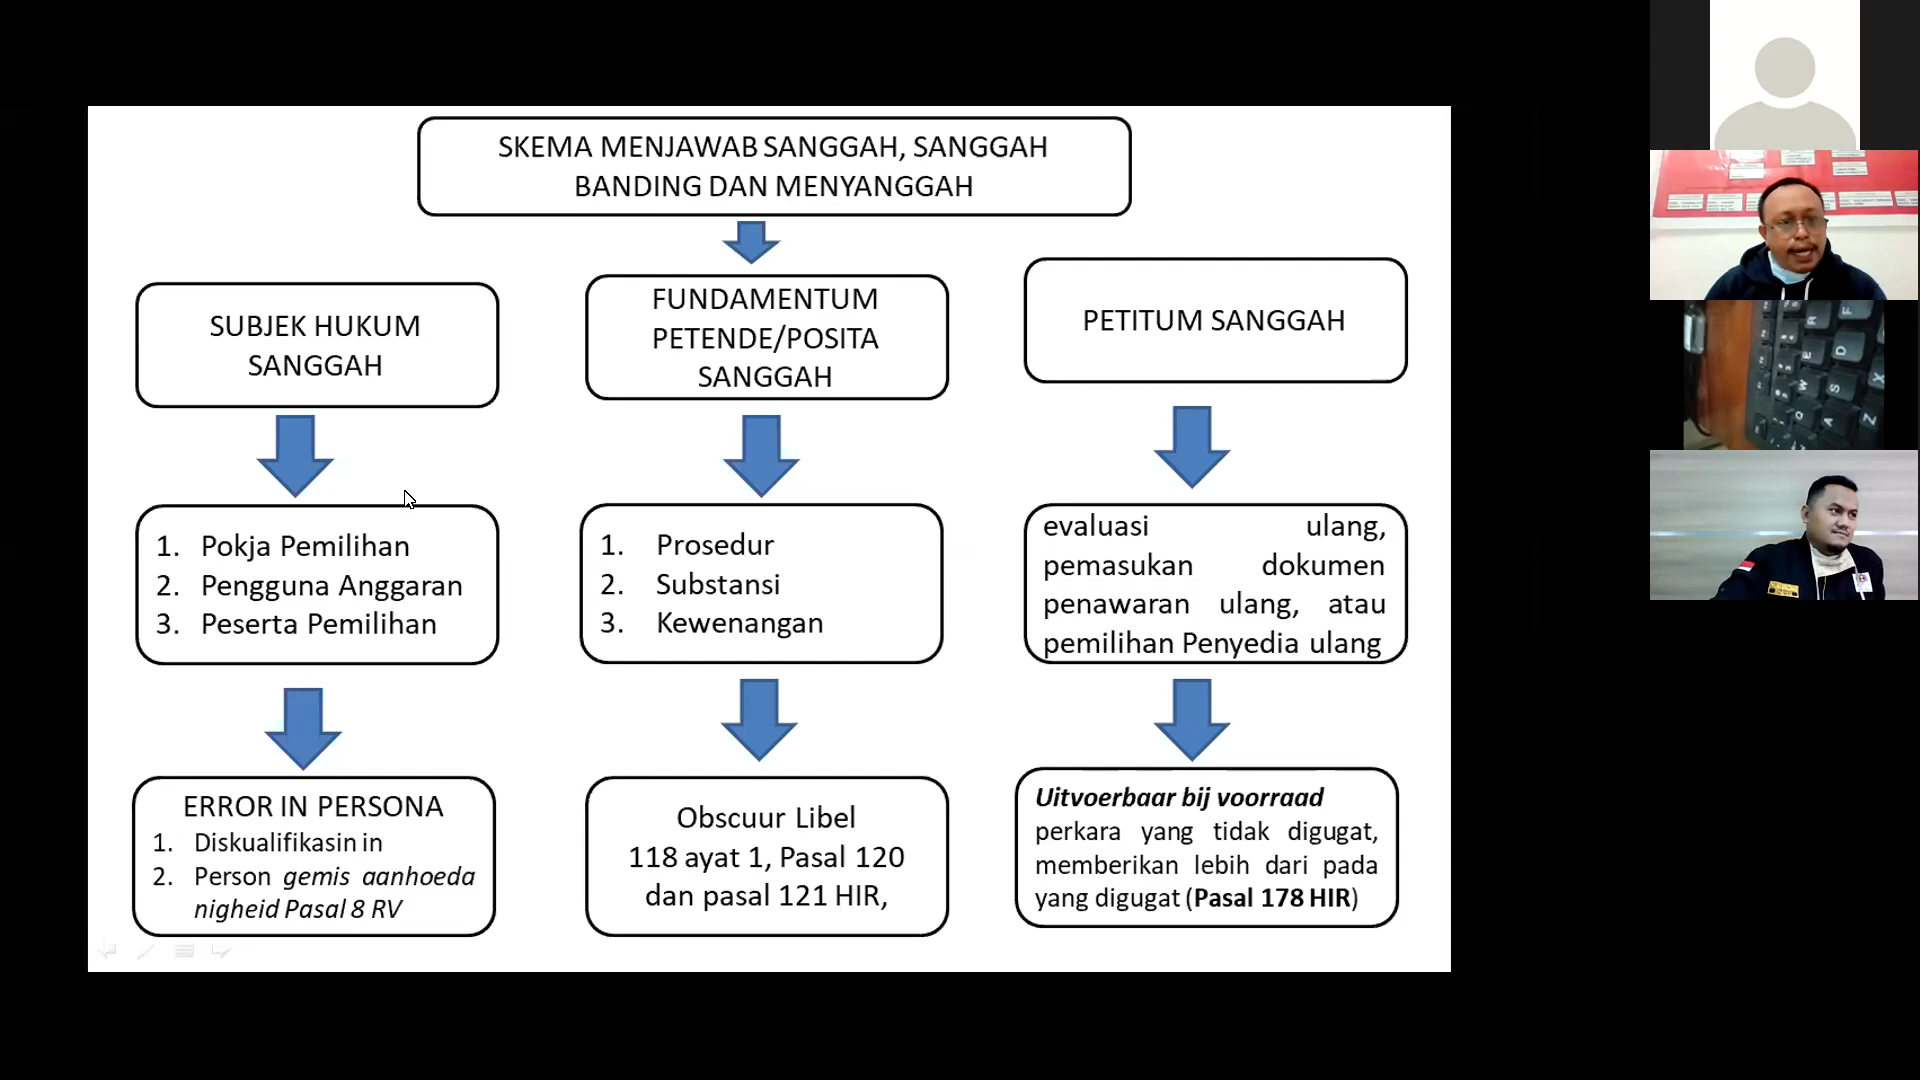 SKEMA MENJAWAB SANGGAH, SANGGAH
BANDING DAN MENYANGGAH
SUBJEK HUKUM
SANGGAH
1. Pokja Pemilihan
2. Pengguna Anggaran
3. Peserta Pemilihan
ERROR IN PERSONA
1. Diskualifikasin in
2. Person gemis aanhoeda
nigheid Pasal 8 RV
FUNDAMENTUM
PETENDE/POSITA
SANGGAH
1. Prosedur
2. Substansi
3. Kewenangan
Obscuur Libel
118 ayat 1, Pasal 120
dan pasal 121 HIR,
PETITUM SANGGAH
evaluasi ulang,
pemasukan dokumen
penawaran ulang, atau
pemilihan Penyedia ulang
Uitvoerbaar bij voorraad
perkara yang tidak digugat,
memberikan lebih dari pada
yang digugat (Pasal 178 HIR)